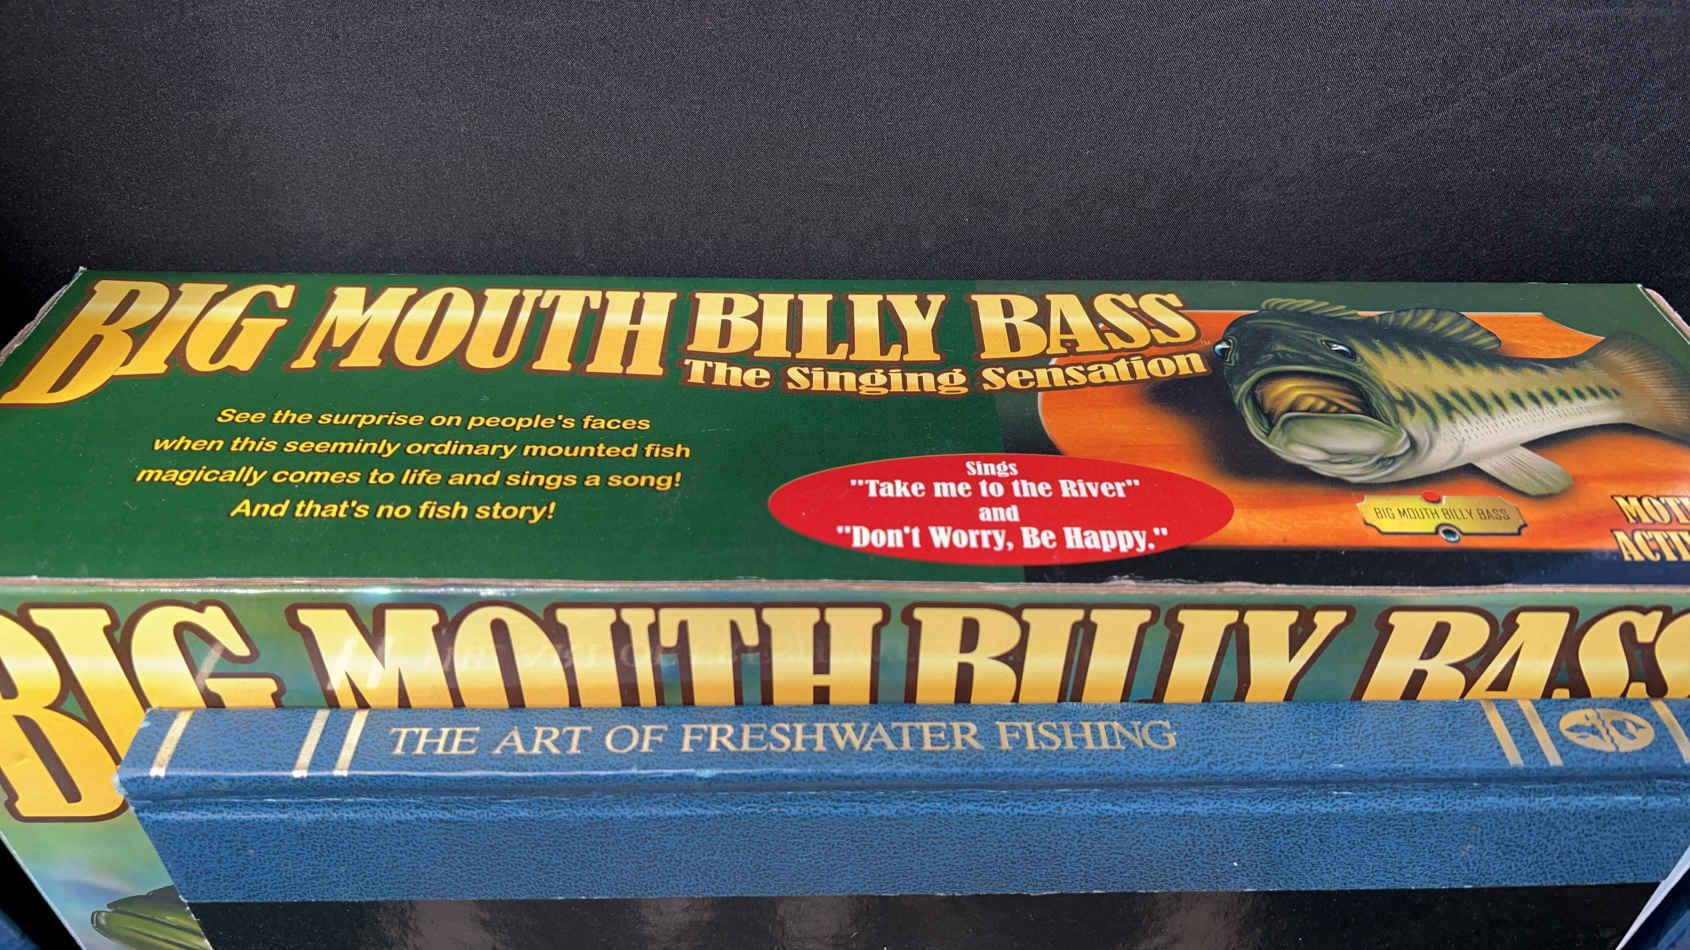 BIG MOUTH BILLY BASS™
The Singing Sensation
See the surprise on people's faces
when this seeminly ordinary mounted fish
magically comes to life and sings a song!
And that's no fish story!
Sings
"Take me to the River"
and
"Don't Worry, Be Happy."
BIG MOUTH BILLY BASS
BIG MOUTH BILLY BASS
THE ART OF FRESHWATER FISHING